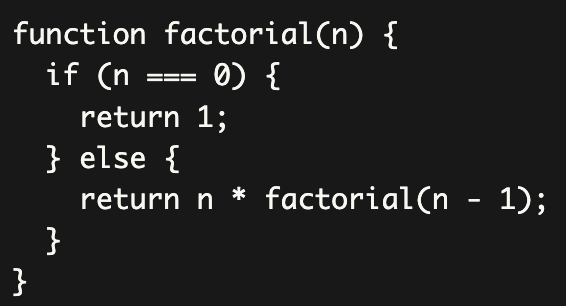 function factorial(n) {
  if (n === 0) {
    return 1;
  } else {
    return n * factorial(n - 1);
  }
}